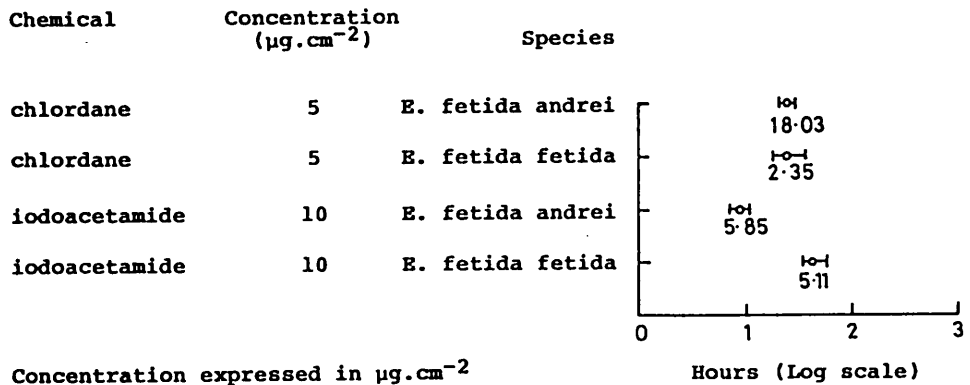 Chemical Concentration
(µg.cm−2) Species
chlordane 5 E. fetida andrei
18·03
chlordane 5 E. fetida fetida
2·35
iodoacetamide 10 E. fetida andrei
5·85
iodoacetamide 10 E. fetida fetida
5·11
0 1 2 3
Concentration expressed in µg.cm−2 Hours (Log scale)